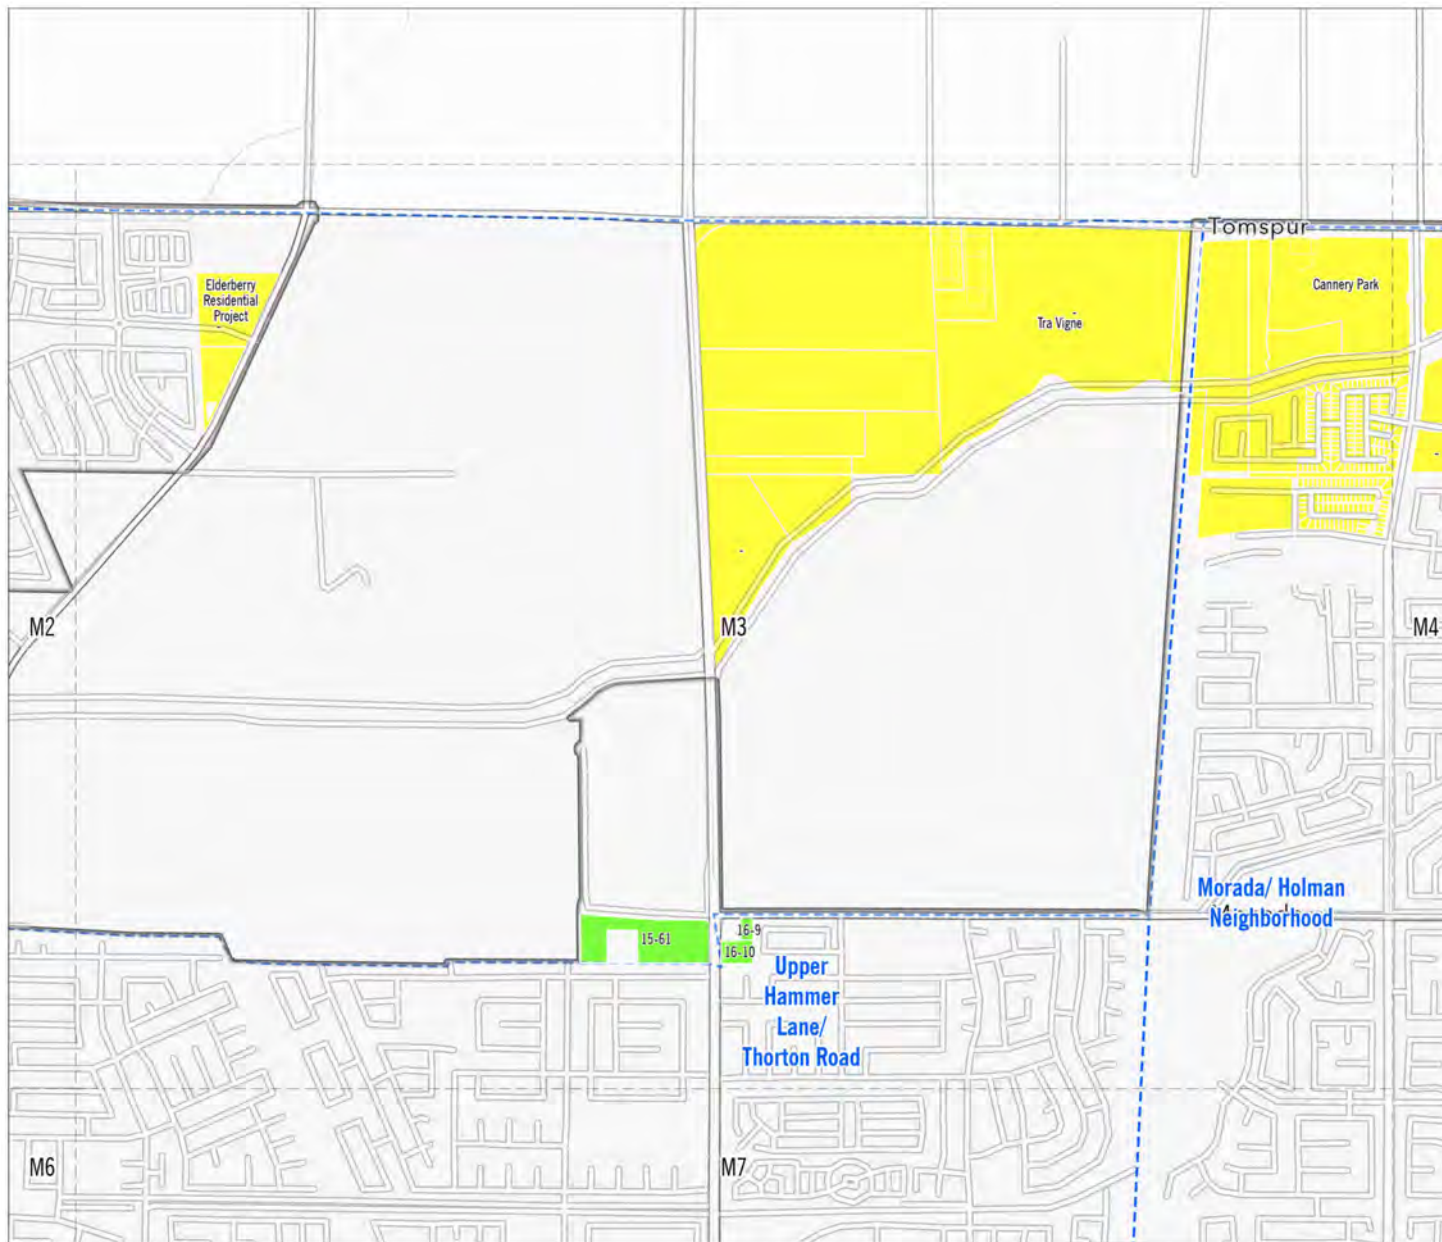 Tomspur
Elderberry
Residential
Project
Cannery Park
Tra Vigne
M2
M3
M4
Morada/ Holman
Neighborhood
15-61
16-9
16-10
Upper
Hammer
Lane/
Thorton Road
M6
M7